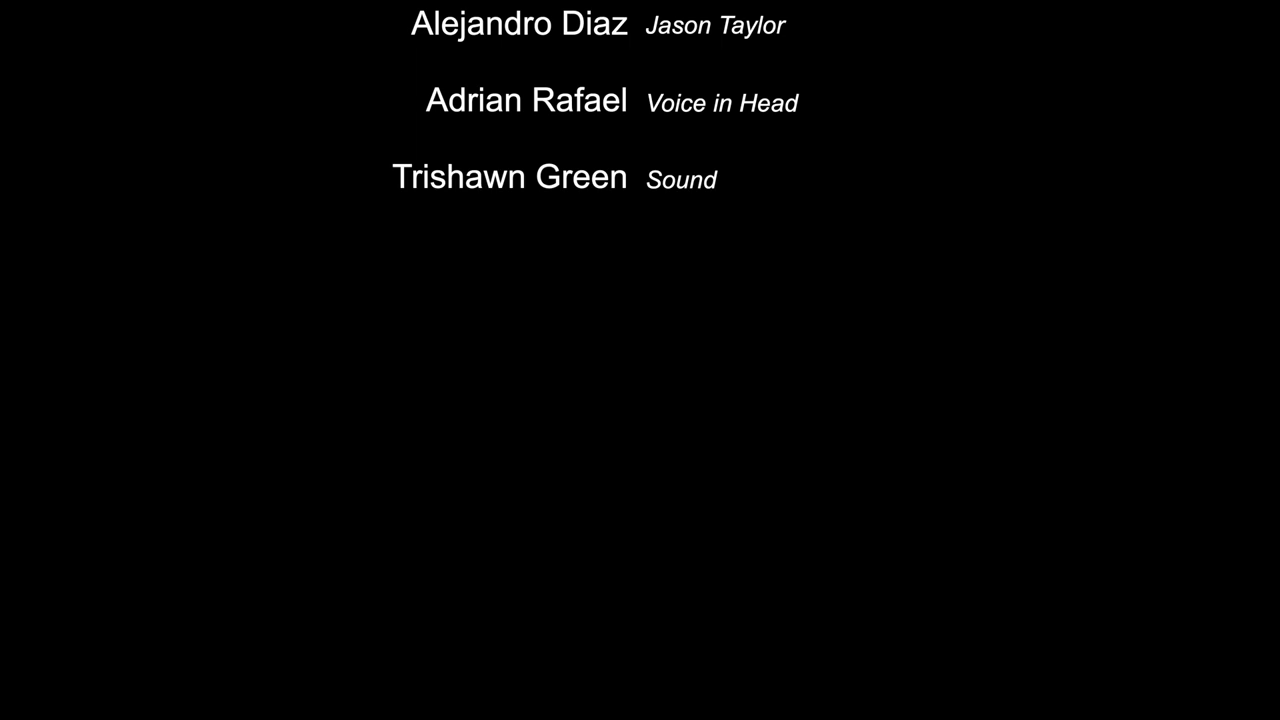 Alejandro Diaz Jason Taylor
Adrian Rafael Voice in Head
Trishawn Green Sound